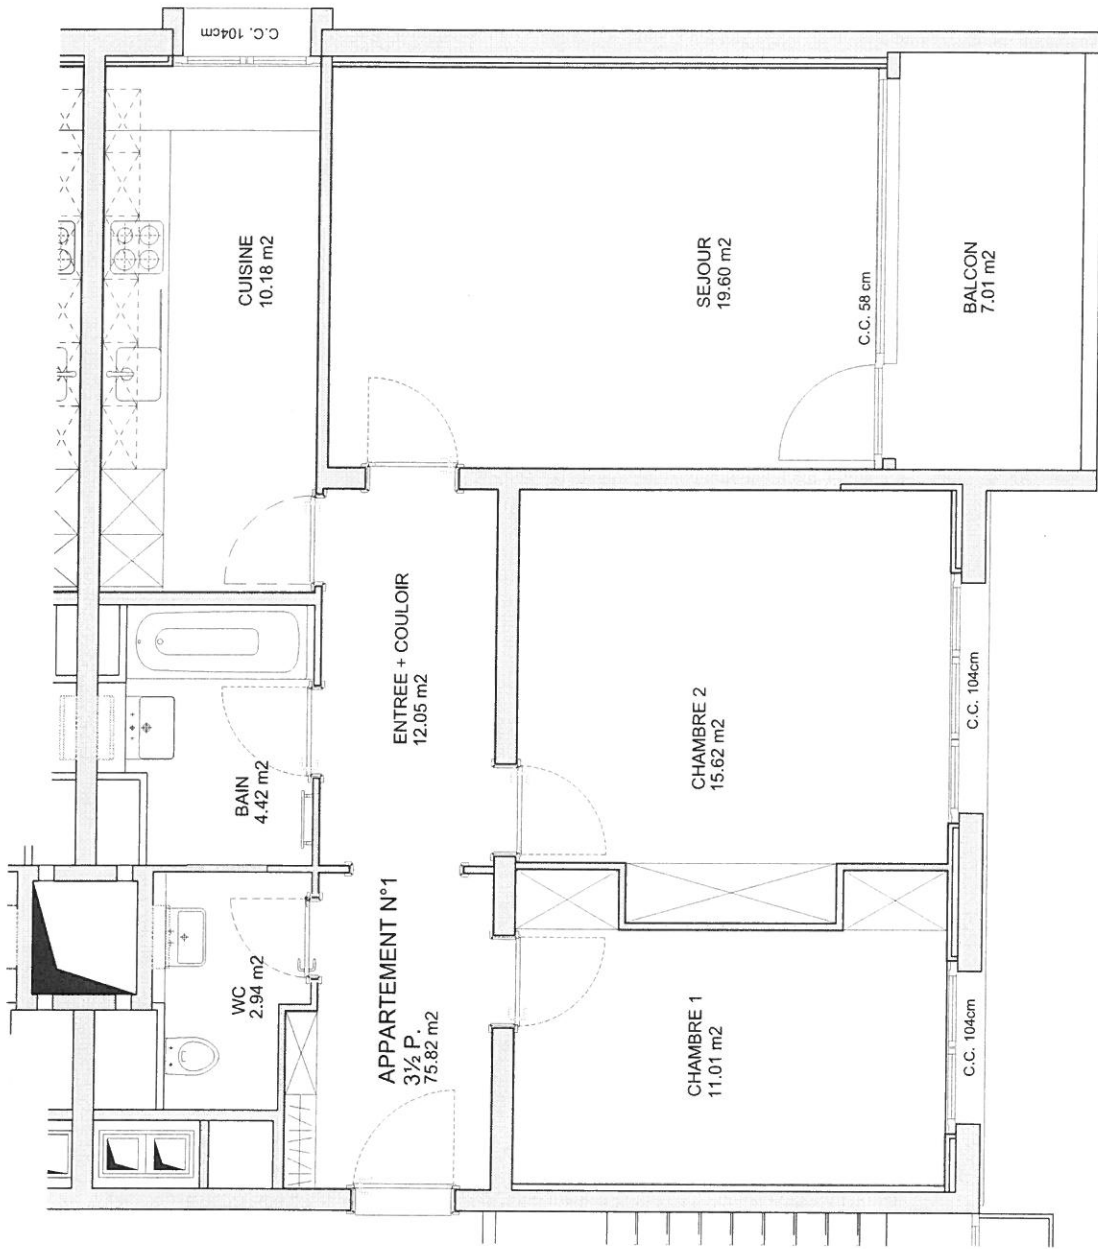 C.C. 104cm
CUISINE
10.18 m2
SEJOUR
19.60 m2
C.C. 58 cm
BALCON
7.01 m2
ENTREE + COULOIR
12.05 m2
BAIN
4.42 m2
CHAMBRE 2
15.62 m2
C.C. 104cm
WC
2.94 m2
APPARTEMENT N°1
3½ P.
75.82 m2
CHAMBRE 1
11.01 m2
C.C. 104cm